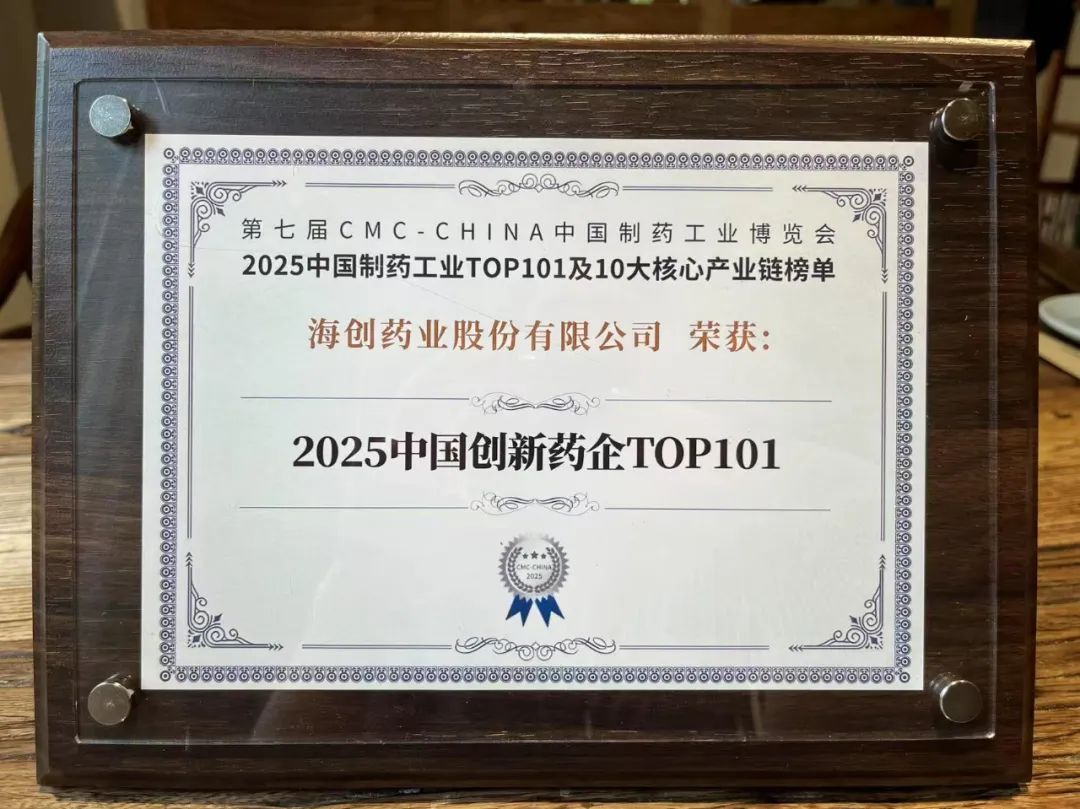 第七届CMC-CHINA中国制药工业博览会
2025中国制药工业TOP101及10大核心产业链榜单
海创药业股份有限公司 荣获：
2025中国创新药企TOP101
CMC-CHINA
2025